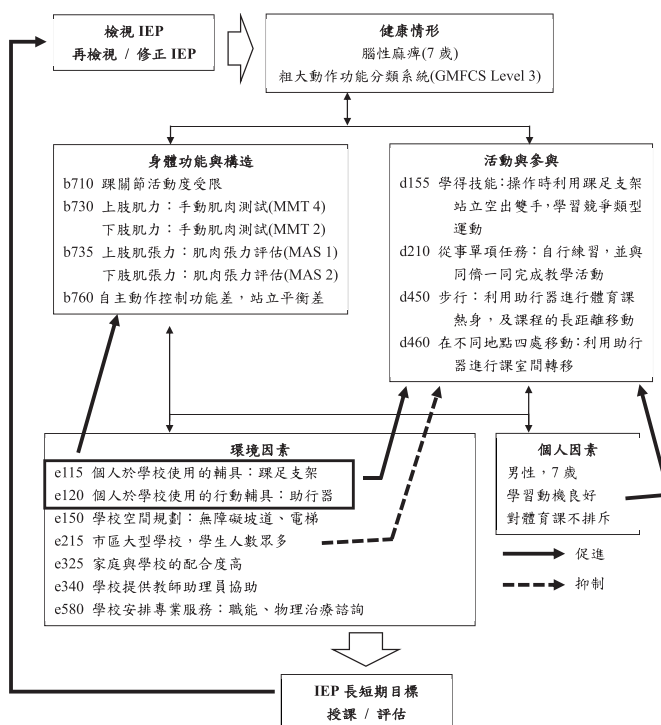 檢視 IEP
再檢視 / 修正 IEP
健康情形
腦性麻痺(7 歲)
粗大動作功能分類系統(GMFCS Level 3)
身體功能與構造
b710 踝關節活動度受限
b730 上肢肌力：手動肌肉測試(MMT 4)
下肢肌力：手動肌肉測試(MMT 2)
b735 上肢肌張力：肌肉張力評估(MAS 1)
下肢肌張力：肌肉張力評估(MAS 2)
b760 自主動作控制功能差，站立平衡差
活動與參與
d155 學得技能：操作時利用踝足支架
站立空出雙手，學習競爭類型
運動
d210 從事單項任務：自行練習，並與
同儕一同完成教學活動
d450 步行：利用助行器進行體育課
熱身，及課程的長距離移動
d460 在不同地點四處移動：利用助行
器進行課室間轉移
環境因素
e115 個人於學校使用的輔具：踝足支架
e120 個人於學校使用的行動輔具：助行器
e150 學校空間規劃：無障礙坡道、電梯
e215 市區大型學校，學生人數眾多
e325 家庭與學校的配合度高
e340 學校提供教師助理員協助
e580 學校安排專業服務：職能、物理治療諮詢
個人因素
男性，7 歲
學習動機良好
對體育課不排斥
促進
抑制
IEP 長短期目標
授課 / 評估